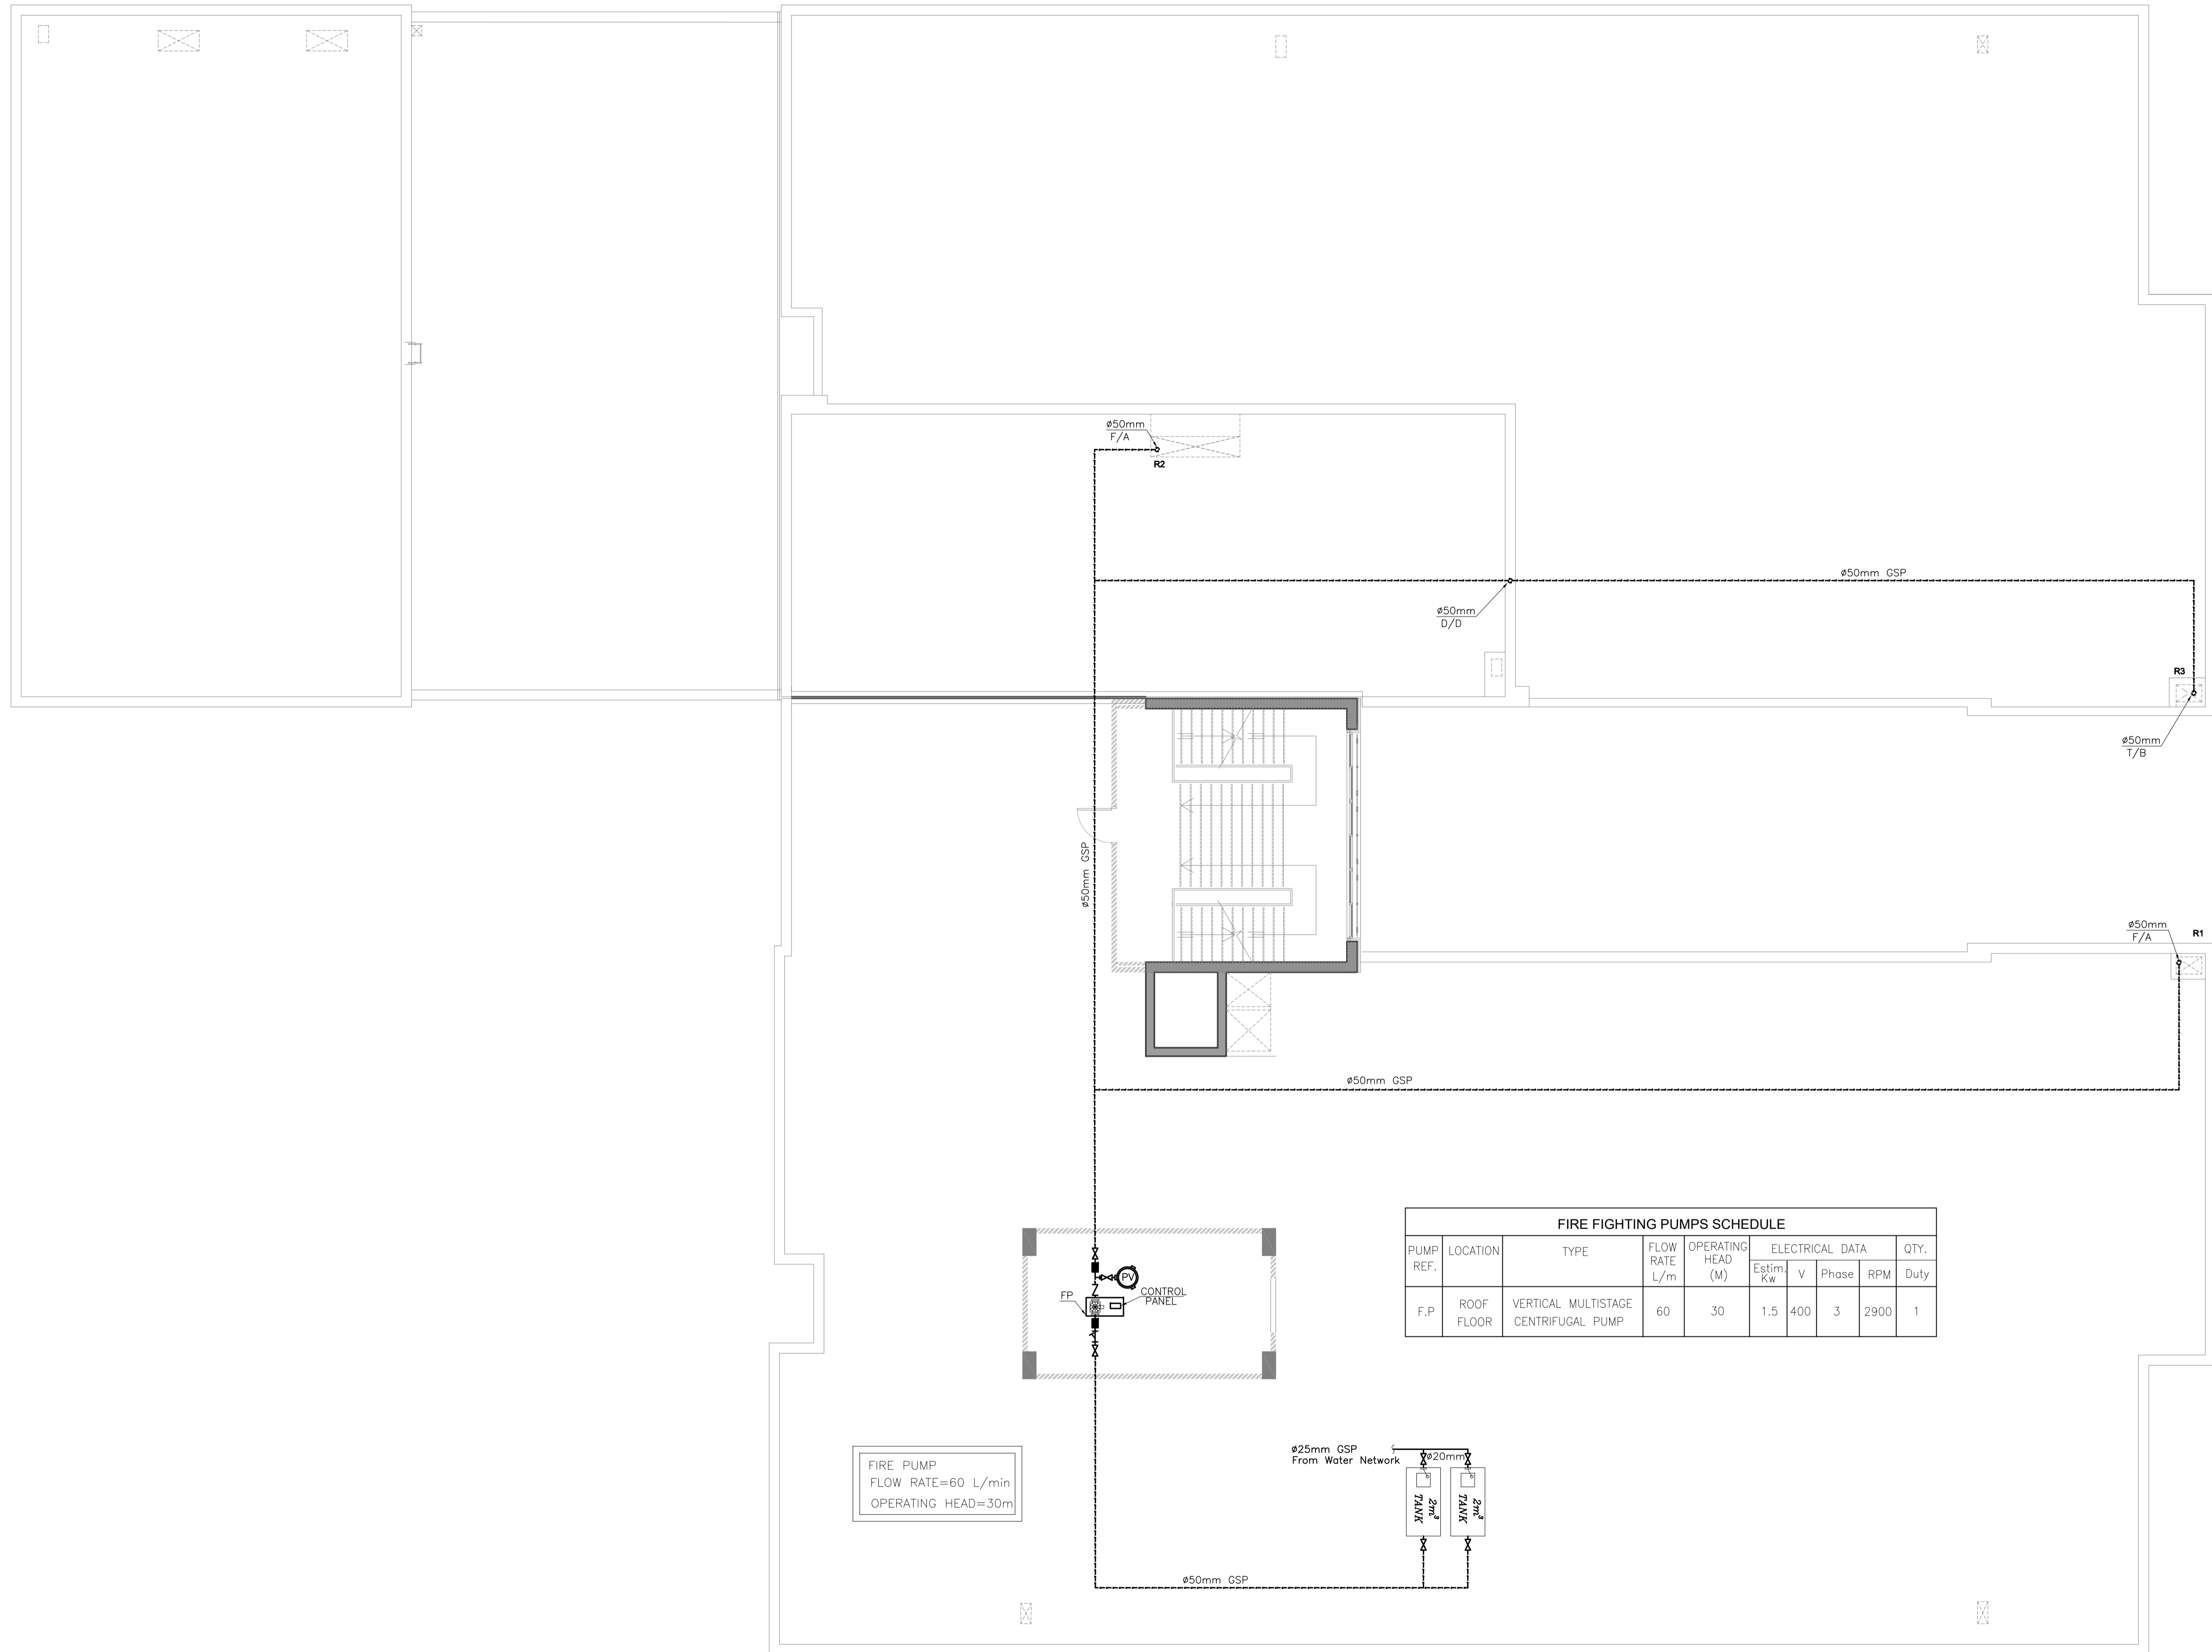 ø50mm
F/A
R2
ø50mm GSP
ø50mm
D/D
R3
ø50mm
T/B
ø50mm GSP
ø50mm
F/A
R1
ø50mm GSP
FIRE FIGHTING PUMPS SCHEDULE
PUMP REF. LOCATION TYPE FLOW RATE L/m OPERATING HEAD (M) ELECTRICAL DATA QTY.
Estim. Kw V Phase RPM Duty
F.P ROOF FLOOR VERTICAL MULTISTAGE CENTRIFUGAL PUMP 60 30 1.5 400 3 2900 1
PV
FP
CONTROL
PANEL
FIRE PUMP
FLOW RATE=60 L/min
OPERATING HEAD=30m
ø25mm GSP
From Water Network
ø20mm
2m³
TANK
2m³
TANK
ø50mm GSP